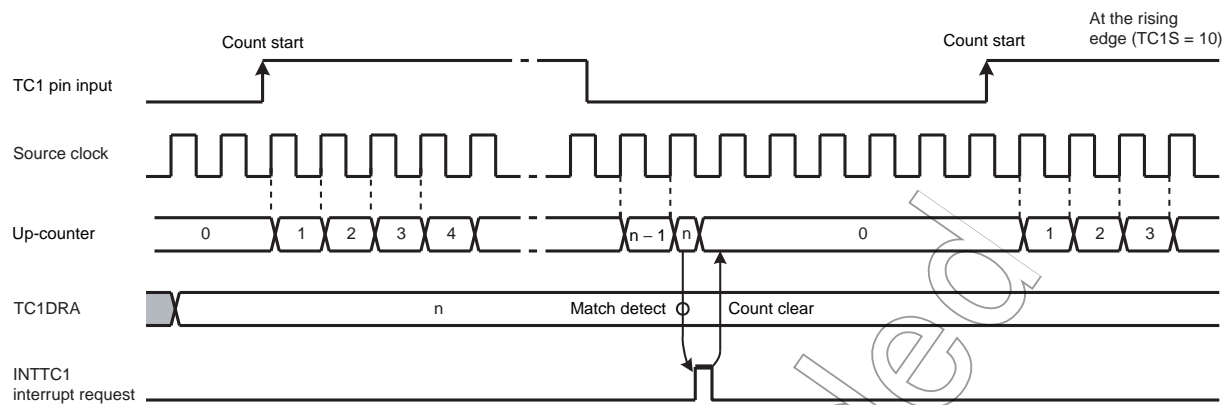 At the rising
edge (TC1S = 10)
Count start
Count start
TC1 pin input
Source clock
Up-counter
0
1
2
3
4
n – 1
n
0
1
2
3
TC1DRA
n
Match detect
Count clear
INTTC1
interrupt request
ded